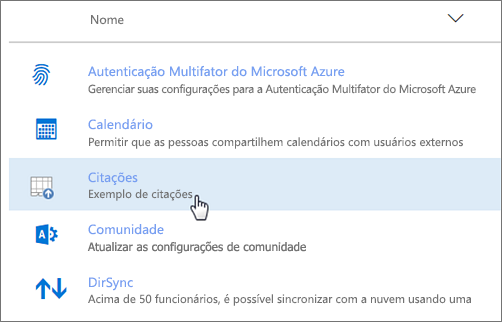 Nome
Autenticação Multifator do Microsoft Azure
Gerenciar suas configurações para a Autenticação Multifator do Microsoft Azure
Calendário
Permitir que as pessoas compartilhem calendários com usuários externos
Citações
Exemplo de citações
Comunidade
Atualizar as configurações de comunidade
DirSync
Acima de 50 funcionários, é possível sincronizar com a nuvem usando uma